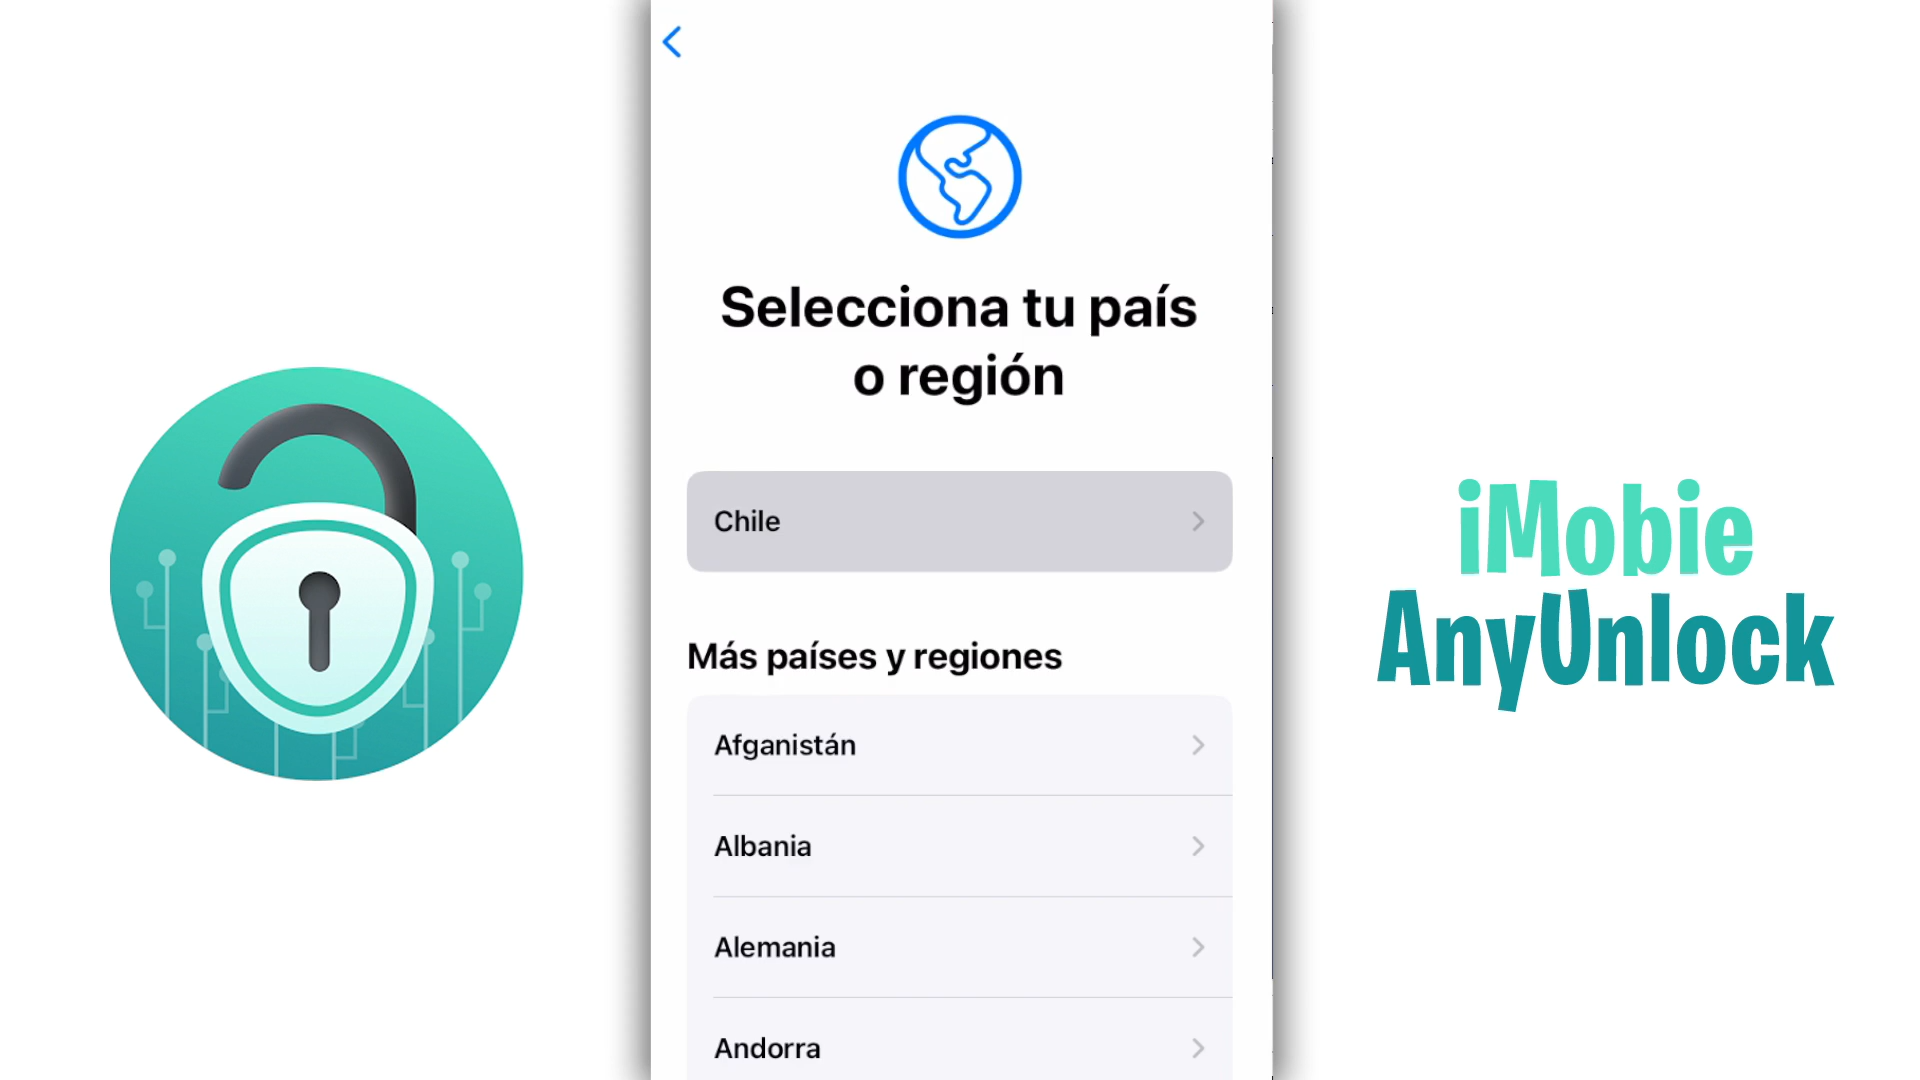 Selecciona tu país
o región
Chile
Más países y regiones
Afganistán
Albania
Alemania
Andorra
iMobie
AnyUnlock